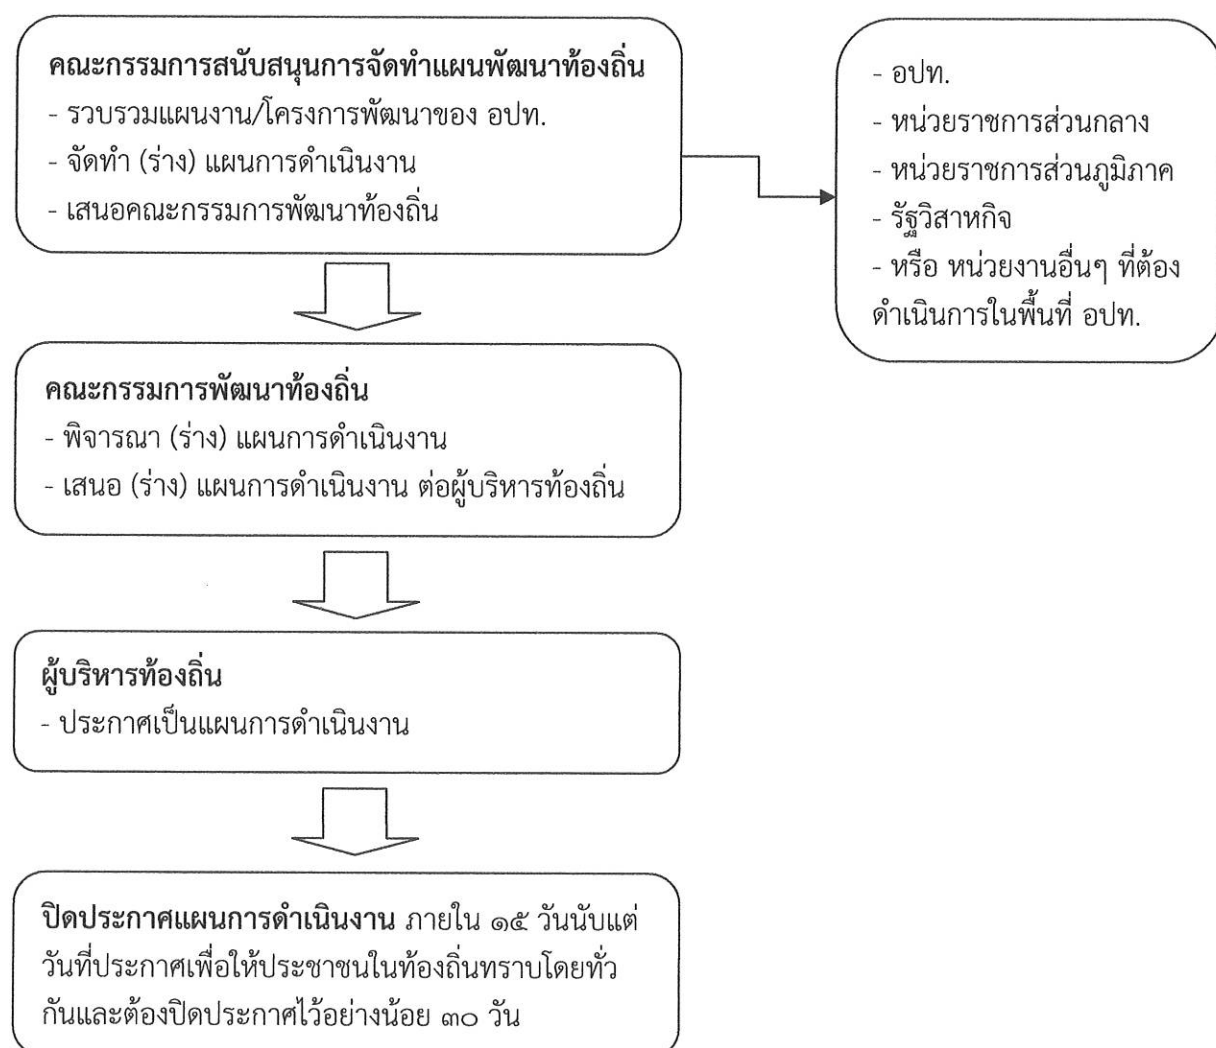 คณะกรรมการสนับสนุนการจัดทำแผนพัฒนาท้องถิ่น
- รวบรวมแผนงาน/โครงการพัฒนาของ อปท.
- จัดทำ (ร่าง) แผนการดำเนินงาน
- เสนอคณะกรรมการพัฒนาท้องถิ่น
- อปท.
- หน่วยราชการส่วนกลาง
- หน่วยราชการส่วนภูมิภาค
- รัฐวิสาหกิจ
- หรือ หน่วยงานอื่นๆ ที่ต้อง
ดำเนินการในพื้นที่ อปท.
คณะกรรมการพัฒนาท้องถิ่น
- พิจารณา (ร่าง) แผนการดำเนินงาน
- เสนอ (ร่าง) แผนการดำเนินงาน ต่อผู้บริหารท้องถิ่น
ผู้บริหารท้องถิ่น
- ประกาศเป็นแผนการดำเนินงาน
ปิดประกาศแผนการดำเนินงาน ภายใน ๑๕ วันนับแต่
วันที่ประกาศเพื่อให้ประชาชนในท้องถิ่นทราบโดยทั่ว
กันและต้องปิดประกาศไว้อย่างน้อย ๓๐ วัน